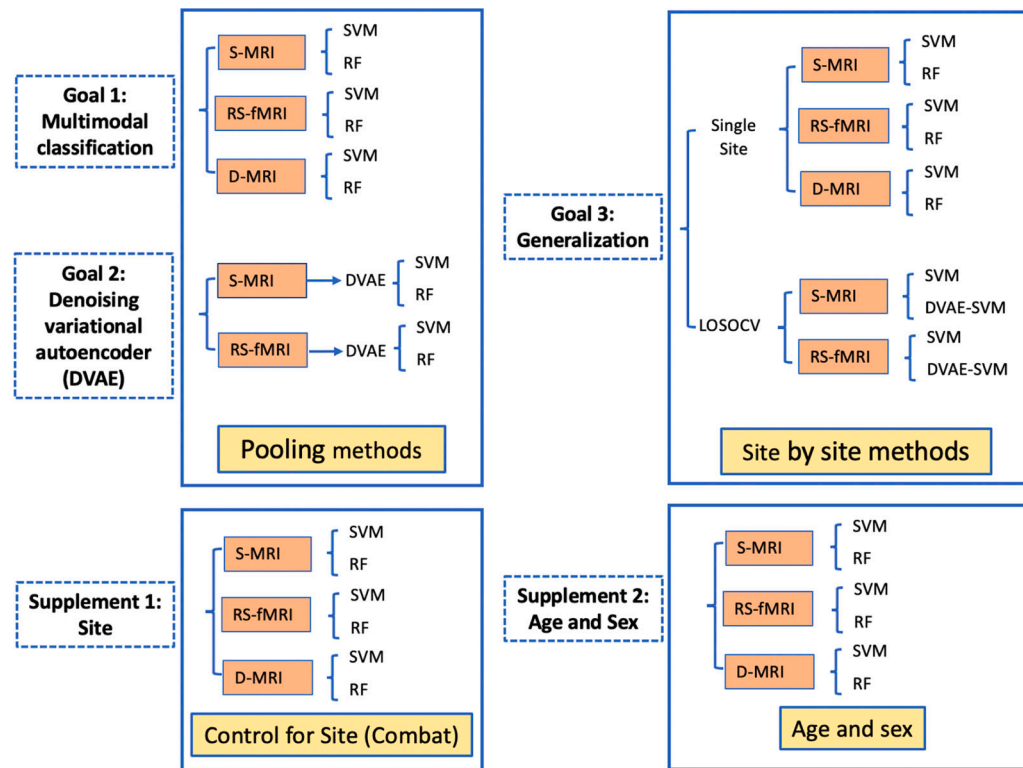 Goal 1:
Multimodal
classification
S-MRI
SVM
RF
RS-fMRI
SVM
RF
D-MRI
SVM
RF
Goal 2:
Denoising
variational
autoencoder
(DVAE)
S-MRI
DVAE
SVM
RF
RS-fMRI
DVAE
SVM
RF
Pooling methods
Goal 3:
Generalization
Single
Site
S-MRI
SVM
RF
RS-fMRI
SVM
RF
D-MRI
SVM
RF
LOSOCV
S-MRI
SVM
DVAE-SVM
RS-fMRI
SVM
DVAE-SVM
Site by site methods
Supplement 1:
Site
S-MRI
SVM
RF
RS-fMRI
SVM
RF
D-MRI
SVM
RF
Control for Site (Combat)
Supplement 2:
Age and Sex
S-MRI
SVM
RF
RS-fMRI
SVM
RF
D-MRI
SVM
RF
Age and sex